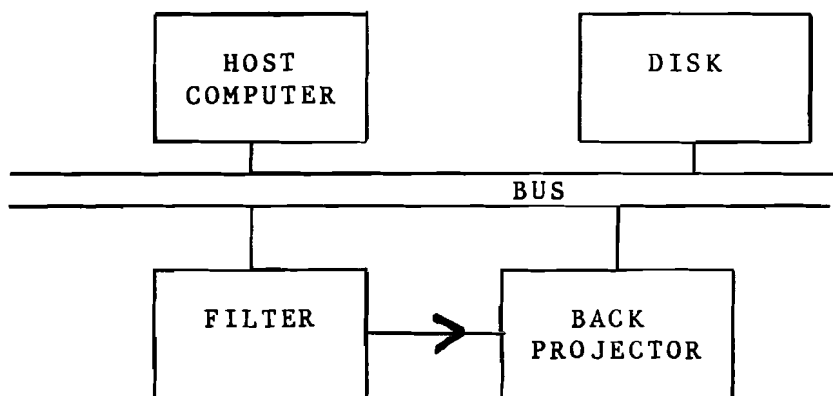 HOST
COMPUTER
DISK
BUS
FILTER
BACK
PROJECTOR